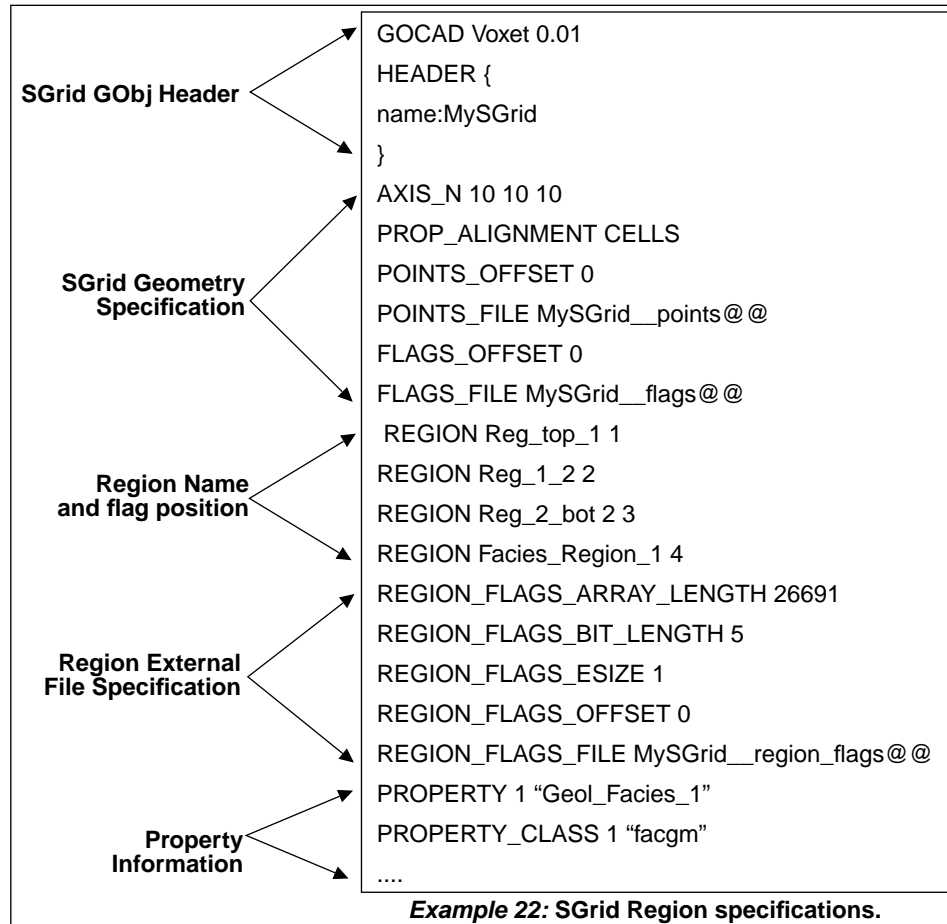 SGrid GObj Header
GOCAD Voxet 0.01
HEADER {
name:MySGrid
}
SGrid Geometry
Specification
AXIS_N 10 10 10
PROP_ALIGNMENT CELLS
POINTS_OFFSET 0
POINTS_FILE MySGrid__points@@
FLAGS_OFFSET 0
FLAGS_FILE MySGrid__flags@@
Region Name
and flag position
REGION Reg_top_1 1
REGION Reg_1_2 2
REGION Reg_2_bot 2 3
REGION Facies_Region_1 4
Region External
File Specification
REGION_FLAGS_ARRAY_LENGTH 26691
REGION_FLAGS_BIT_LENGTH 5
REGION_FLAGS_ESIZE 1
REGION_FLAGS_OFFSET 0
REGION_FLAGS_FILE MySGrid__region_flags@@
Property
Information
PROPERTY 1 “Geol_Facies_1”
PROPERTY_CLASS 1 “facgm”
....
Example 22: SGrid Region specifications.